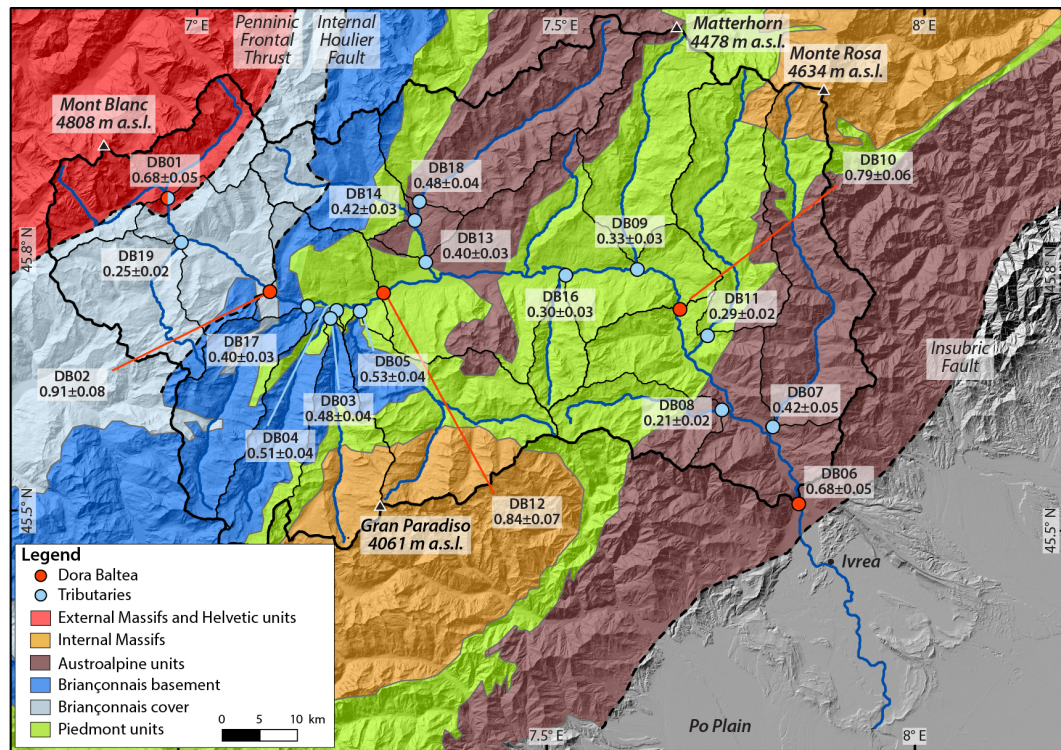 7° E
7.5° E
8° E
Penninic
Frontal
Thrust
Internal
Houlier
Fault
Matterhorn
4478 m a.s.l.
Monte Rosa
4634 m a.s.l.
Mont Blanc
4808 m a.s.l.
DB01
0.68±0.05
DB10
0.79±0.06
DB18
0.48±0.04
DB14
0.42±0.03
DB13
0.40±0.03
DB09
0.33±0.03
45.8° N
45.8° N
DB19
0.25±0.02
DB16
0.30±0.03
DB11
0.29±0.02
DB17
0.40±0.03
DB05
0.53±0.04
Insubric
Fault
DB02
0.91±0.08
DB03
0.48±0.04
DB08
0.21±0.02
DB07
0.42±0.05
DB04
0.51±0.04
DB06
0.68±0.05
DB12
0.84±0.07
45.5° N
45.5° N
Gran Paradiso
4061 m a.s.l.
Ivrea
Legend
Dora Baltea
Tributaries
External Massifs and Helvetic units
Internal Massifs
Austroalpine units
Briançonnais basement
Briançonnais cover
Piedmont units
0 5 10 km
Po Plain
7.5° E
8° E